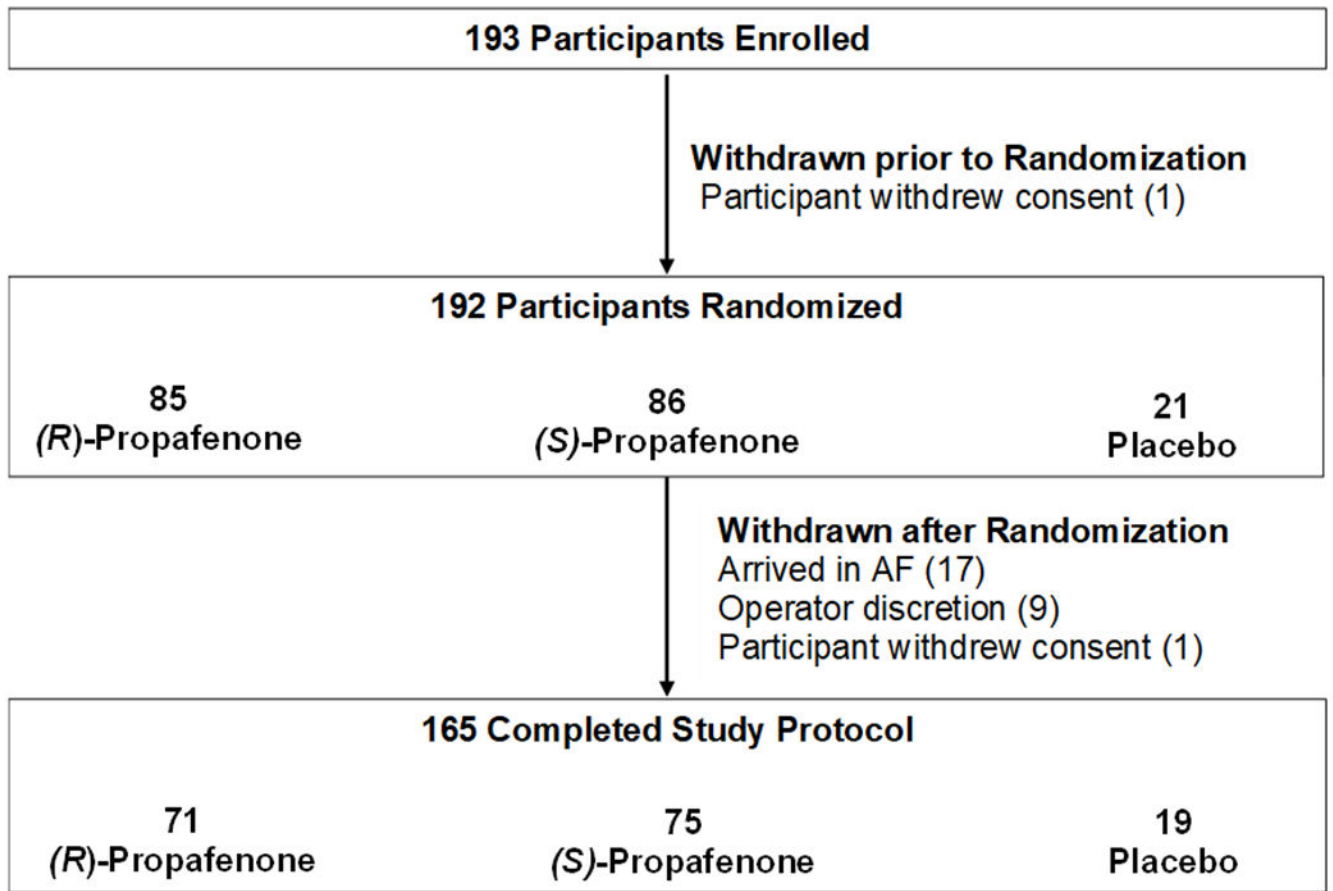 193 Participants Enrolled
Withdrawn prior to Randomization
Participant withdrew consent (1)
192 Participants Randomized
85
(R)-Propafenone
86
(S)-Propafenone
21
Placebo
Withdrawn after Randomization
Arrived in AF (17)
Operator discretion (9)
Participant withdrew consent (1)
165 Completed Study Protocol
71
(R)-Propafenone
75
(S)-Propafenone
19
Placebo